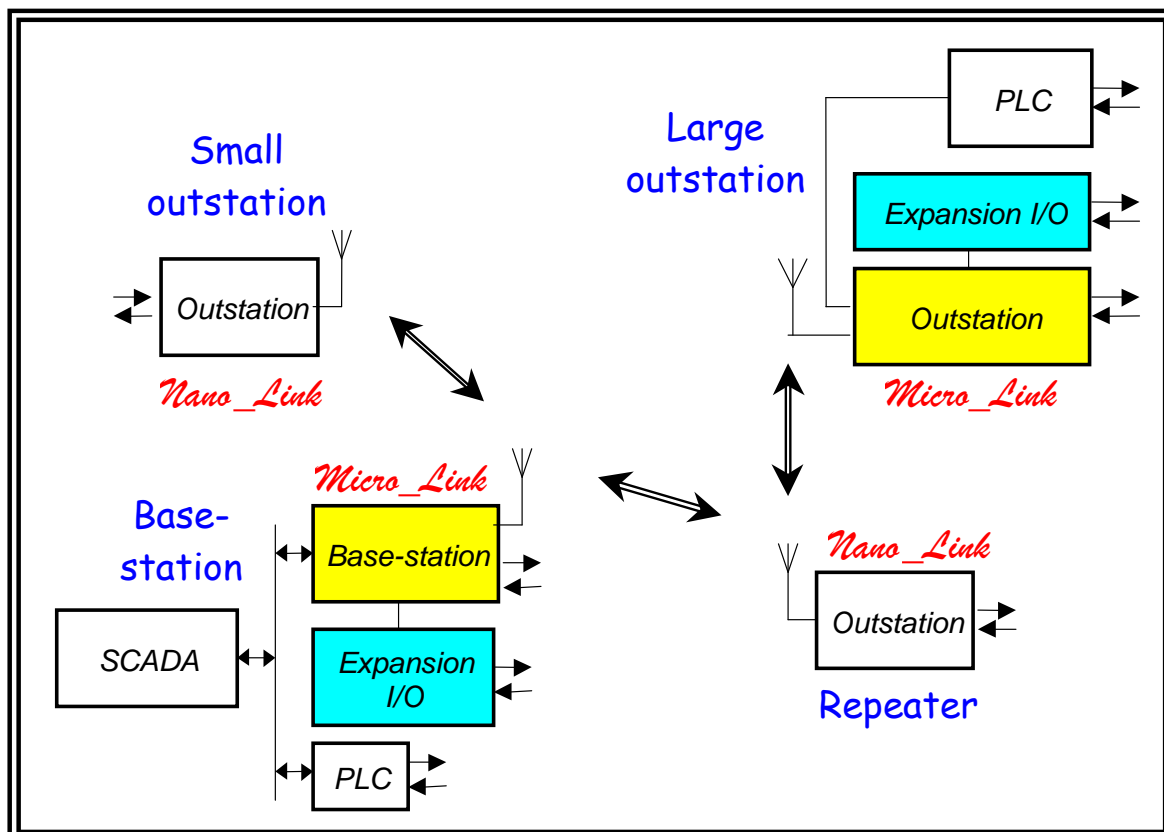 Small
outstation
Outstation
Nano_Link
Large
outstation
PLC
Expansion I/O
Outstation
Micro_Link
Base-
station
Micro_Link
Base-station
SCADA
Expansion
I/O
PLC
Nano_Link
Outstation
Repeater